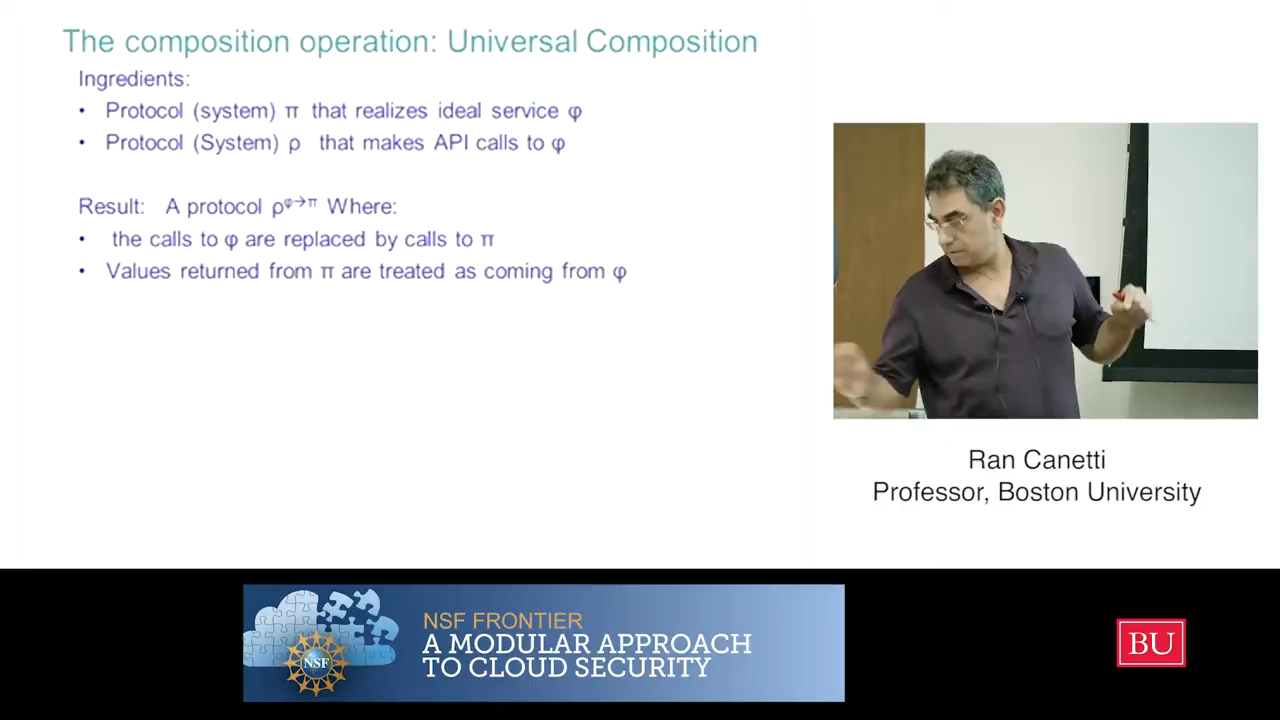 The composition operation: Universal Composition
Ingredients:
• Protocol (system) π that realizes ideal service φ
• Protocol (System) ρ that makes API calls to φ
Result: A protocol ρ^φ→π Where:
• the calls to φ are replaced by calls to π
• Values returned from π are treated as coming from φ
Ran Canetti
Professor, Boston University
NSF FRONTIER
A MODULAR APPROACH
TO CLOUD SECURITY
NSF
BU